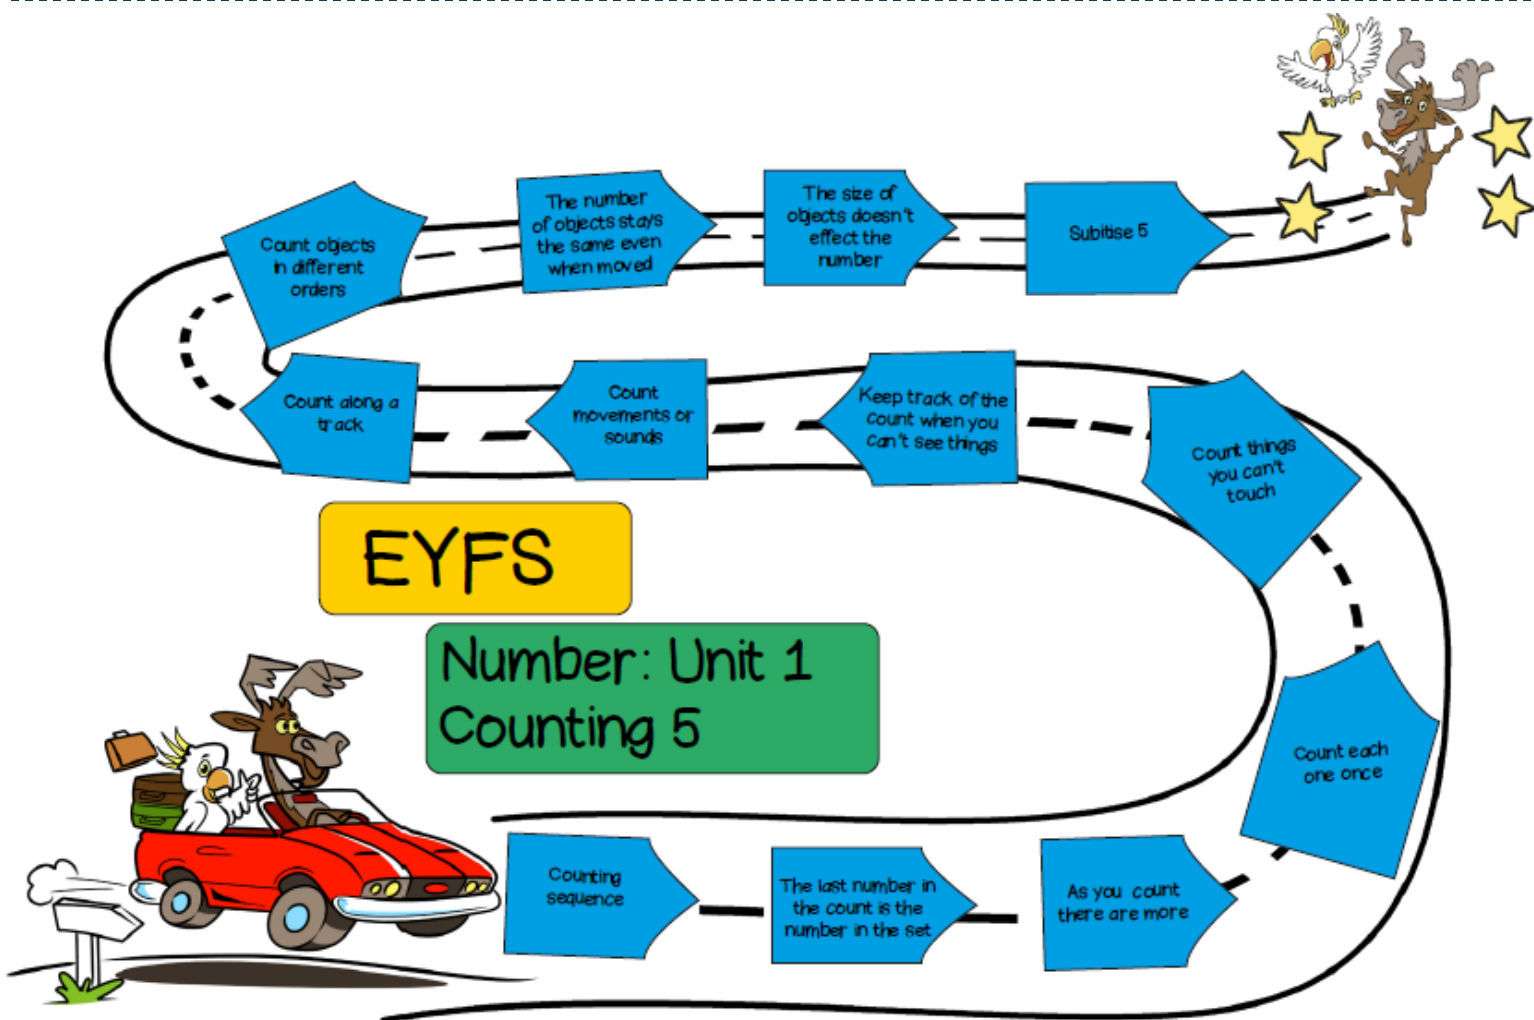 Count objects
in different
orders
The number
of objects stays
the same even
when moved
The size of
objects doesn't
effect the
number
Subitise 5
Count along a
track
Count
movements or
sounds
Keep track of the
count when you
can't see things
Count things
you can't
touch
EYFS
Number: Unit 1
Counting 5
Count each
one once
Counting
sequence
The last number in
the count is the
number in the set
As you count
there are more